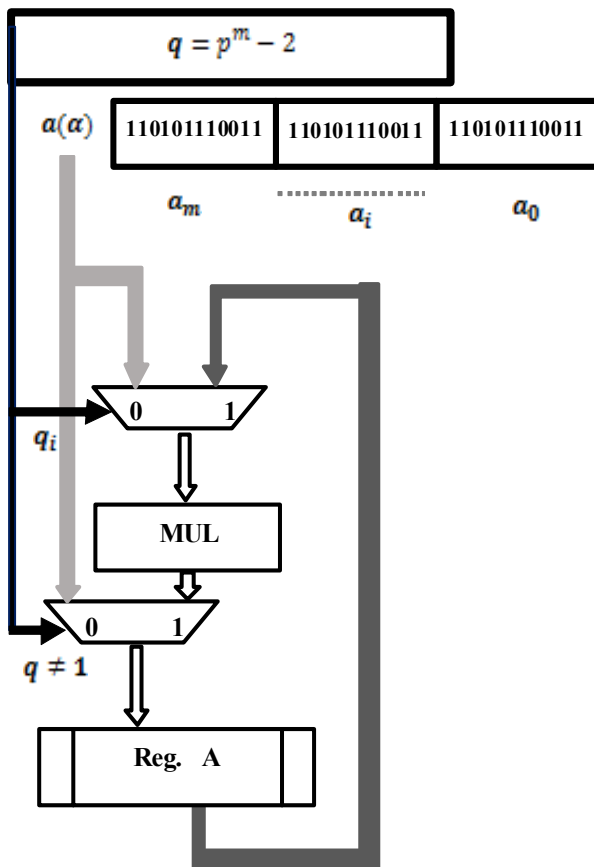 q = p^m − 2
a(α) 110101110011 110101110011 110101110011
a_m a_i a_0
0 1
q_i
MUL
0 1
q ≠ 1
Reg. A